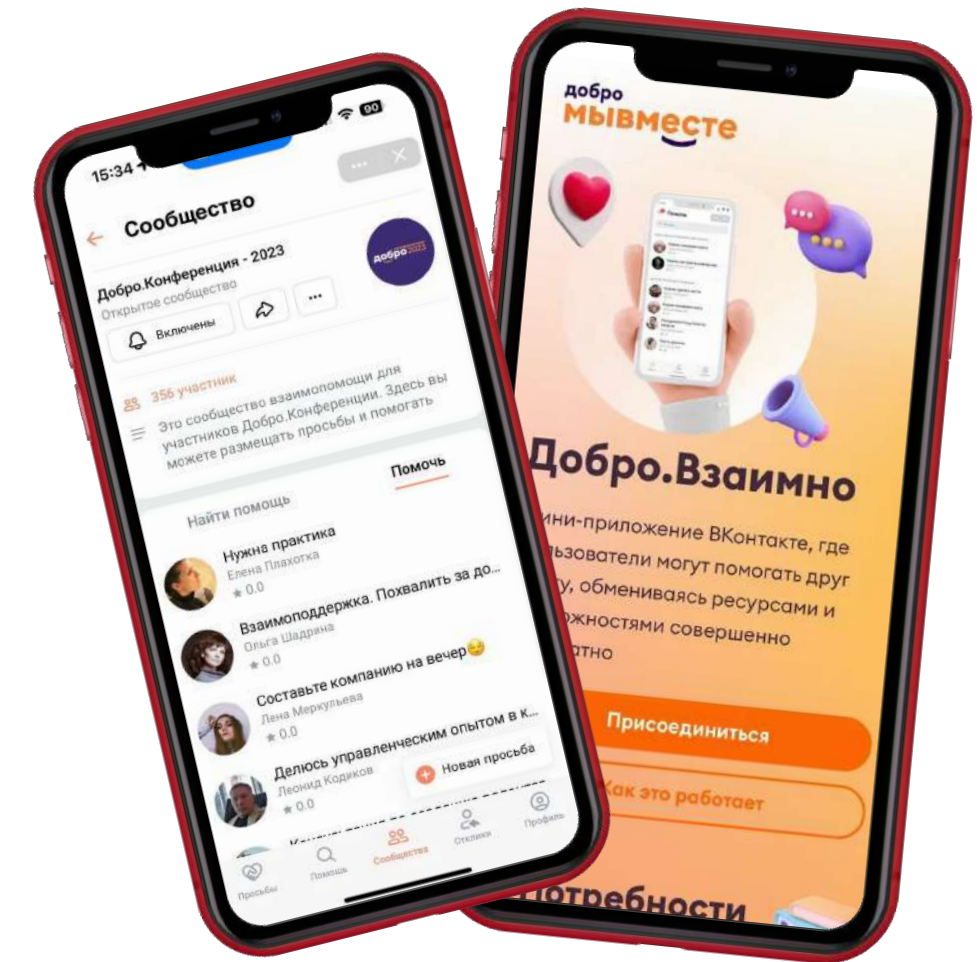 15:34
90
Сообщество
Добро.Конференция - 2023
Открытое сообщество
добро 2023
Включены
356 участник
Это сообщество взаимопомощи для
участников Добро.Конференции. Здесь вы
можете размещать просьбы и помогать
Найти помощь
Помочь
Нужна практика
Елена Плахотка
0.0
Взаимоподдержка. Похвалить за до...
Ольга Шадрина
0.0
Составьте компанию на вечер😋
Лена Меркульева
0.0
Делюсь управленческим опытом в к...
Леонид Кодиков
0.0
Новая просьба
Просьбы
Помощь
Сообщества
Отклики
Профиль
добро
мывместе
Добро.Взаимно
ини-приложение ВКонтакте, где
льзователи могут помогать друг
у, обмениваясь ресурсами и
ожностями совершенно
атно
Присоединиться
Как это работает
Потребности